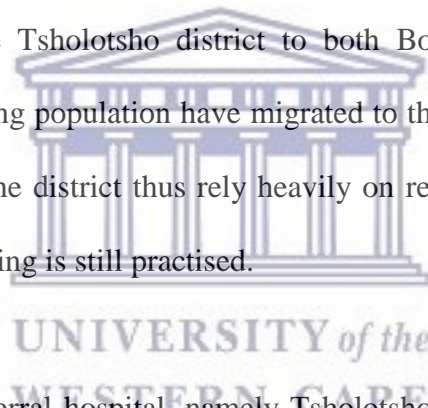 Tsholotsho district to both Bo
ng population have migrated to th
ne district thus rely heavily on re
ing is still practised.
UNIVERSITY of the
WESTERN CAPE
rral hospital, namely Tsholotsho